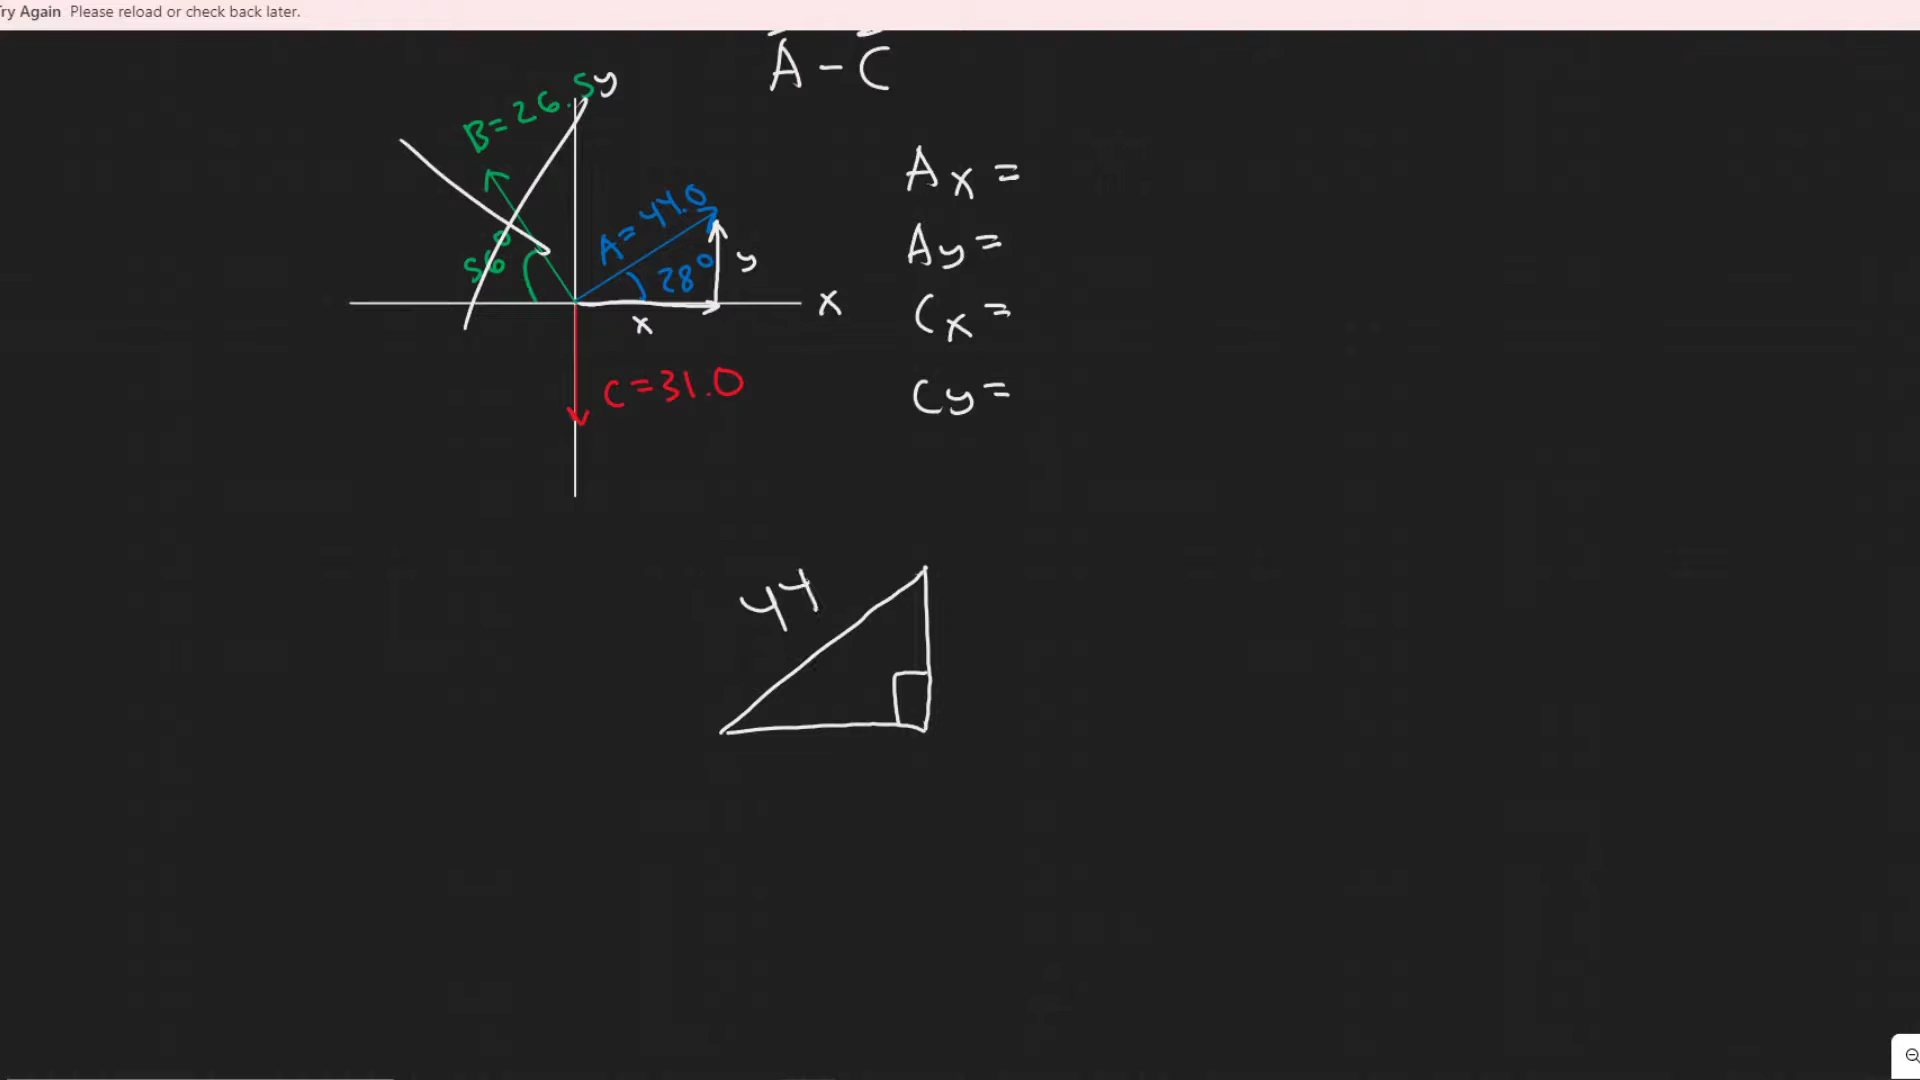 Try Again Please reload or check back later.
A - C
y
B=26.5
A=44.0
Ax=
56°
28°
y
Ay=
x
x
Cx=
C=31.0
Cy=
44